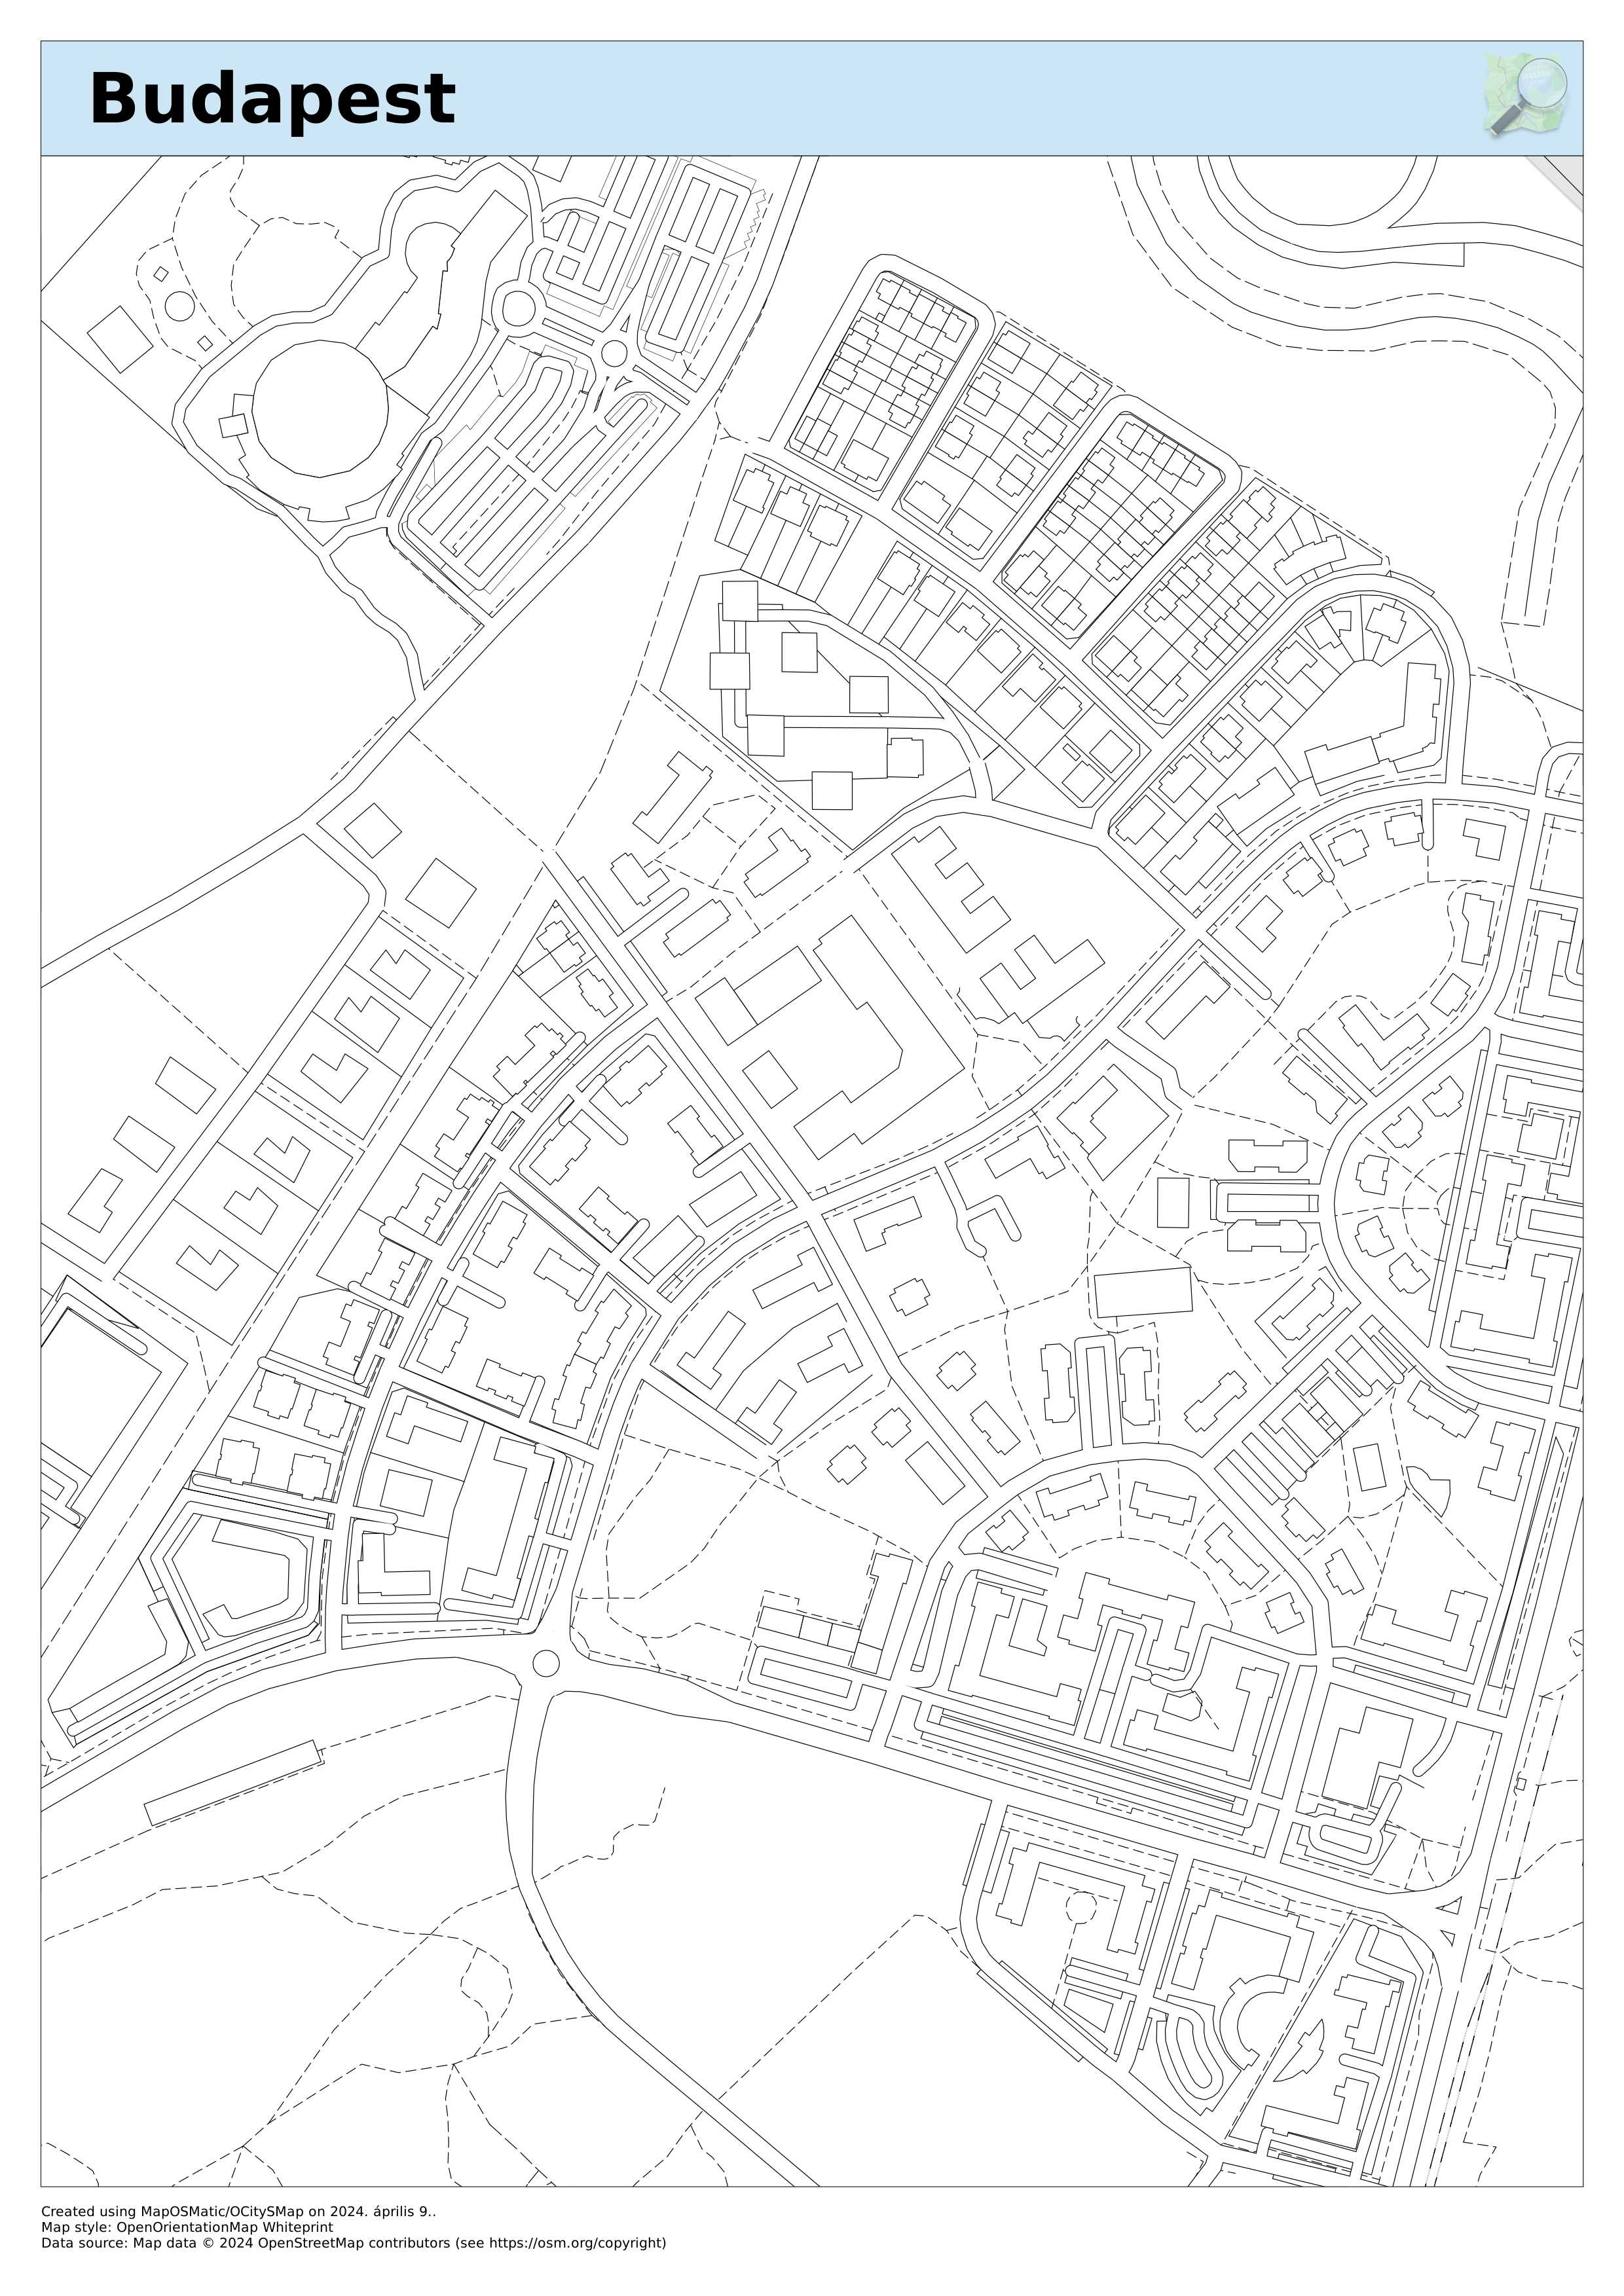 Budapest
Created using MapOSMatic/OCitySMap on 2024. április 9..
Map style: OpenOrientationMap Whiteprint
Data source: Map data © 2024 OpenStreetMap contributors (see https://osm.org/copyright)